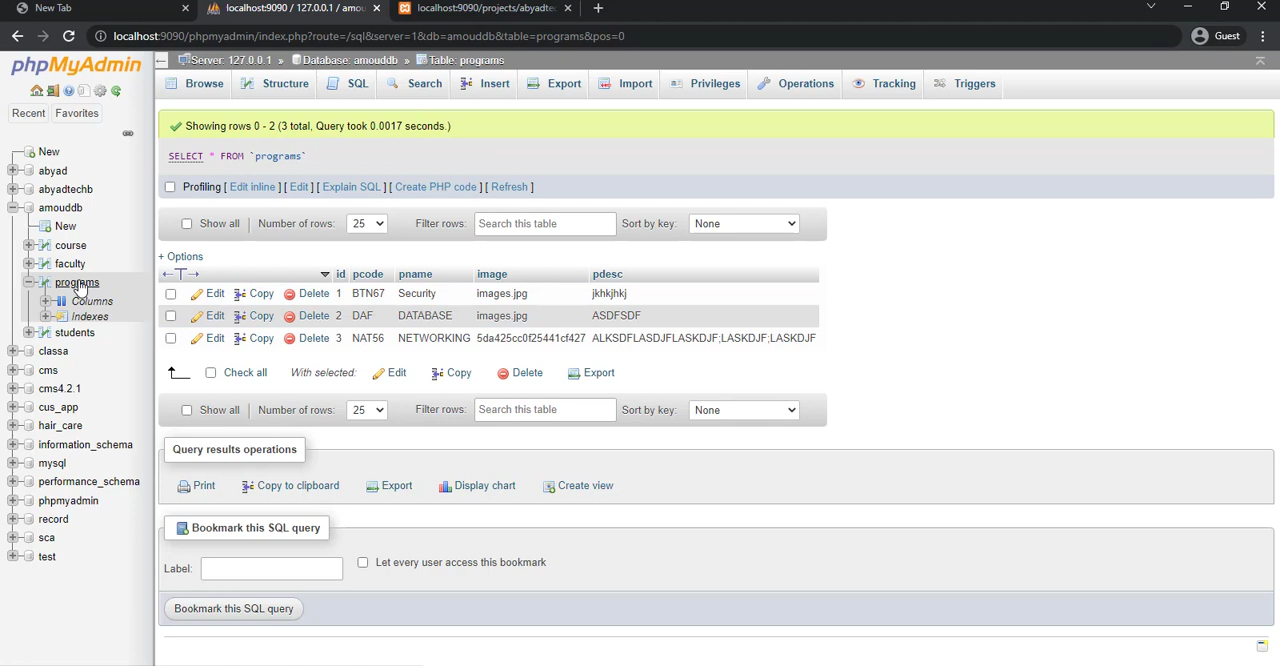 New Tab
localhost:9090 / 127.0.0.1 / amou
localhost:9090/projects/abyadte
localhost:9090/phpmyadmin/index.php?route=/sql&server=1&db=amouddb&table=programs&pos=0
Guest
phpMyAdmin
Recent
Favorites
New
abyad
abyadtechb
amouddb
New
course
faculty
programs
Columns
Indexes
students
classa
cms
cms4.2.1
cus_app
hair_care
information_schema
mysql
performance_schema
phpmyadmin
record
sca
test
Server: 127.0.0.1 » Database: amouddb » Table: programs
Browse Structure SQL Search Insert Export Import Privileges Operations Tracking Triggers
Showing rows 0 - 2 (3 total, Query took 0.0017 seconds.)
SELECT * FROM `programs`
Profiling [ Edit inline ] [ Edit ] [ Explain SQL ] [ Create PHP code ] [ Refresh ]
Show all Number of rows: 25 Filter rows: Search this table Sort by key: None
+ Options
id pcode pname image pdesc
Edit Copy Delete 1 BTN67 Security images.jpg jkhkjhkj
Edit Copy Delete 2 DAF DATABASE images.jpg ASDFSDF
Edit Copy Delete 3 NAT56 NETWORKING 5da425cc0f25441cf427 ALKSDFLASDJFLASKDJF;LASKDJF;LASKDJF
Check all With selected: Edit Copy Delete Export
Show all Number of rows: 25 Filter rows: Search this table Sort by key: None
Query results operations
Print Copy to clipboard Export Display chart Create view
Bookmark this SQL query
Label: Let every user access this bookmark
Bookmark this SQL query